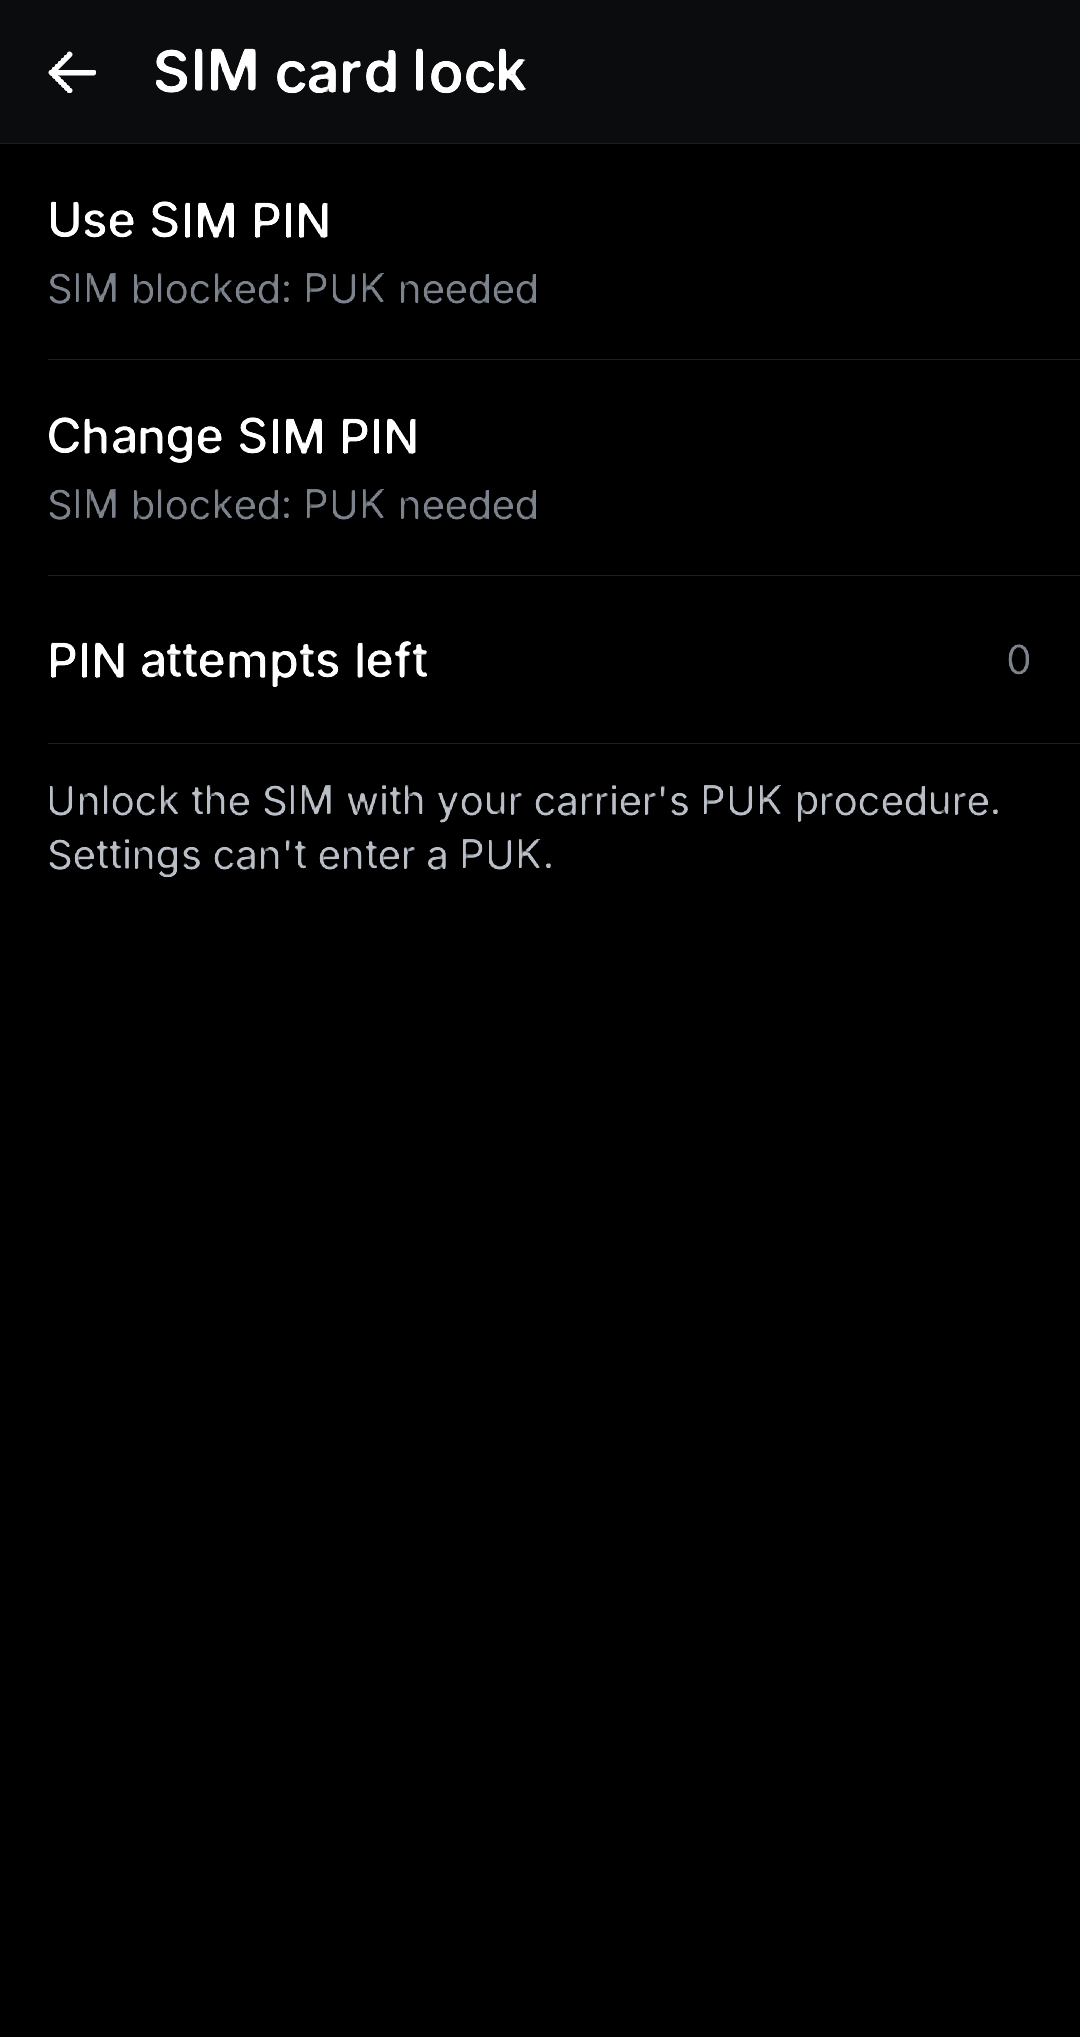 SIM card lock
Use SIM PIN
SIM blocked: PUK needed
Change SIM PIN
SIM blocked: PUK needed
PIN attempts left 0
Unlock the SIM with your carrier's PUK procedure.
Settings can't enter a PUK.